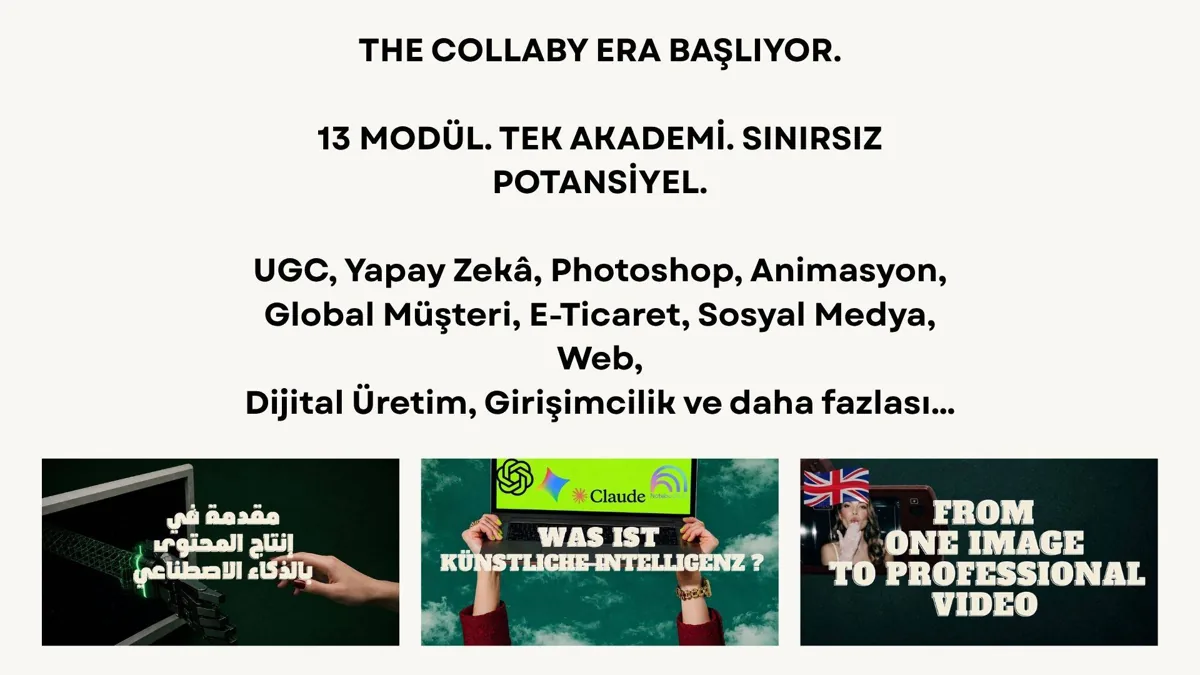 THE COLLABY ERA BAŞLIYOR.
13 MODÜL. TEK AKADEMİ. SINIRSIZ
POTANSİYEL.
UGC, Yapay Zekâ, Photoshop, Animasyon,
Global Müşteri, E-Ticaret, Sosyal Medya,
Web,
Dijital Üretim, Girişimcilik ve daha fazlası...
مقدمة في
إنتاج المحتوى
بالذكاء الاصطناعي
Claude
WAS IST
KÜNSTLICHE INTELLIGENZ ?
FROM
ONE IMAGE
TO PROFESSIONAL
VIDEO